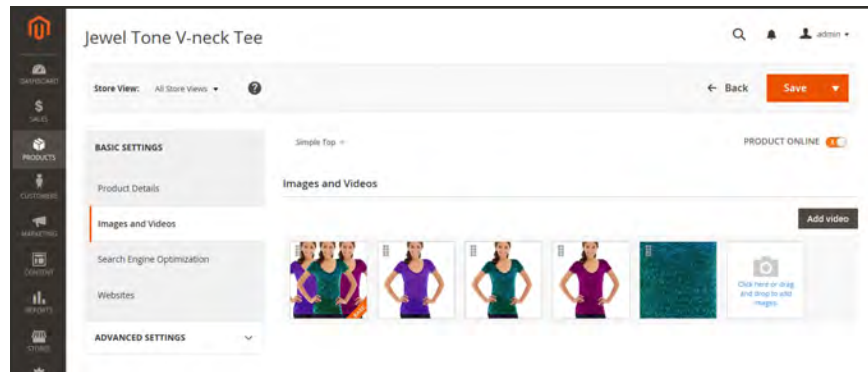 Jewel Tone V-neck Tee
admin
Store View: All Store Views
?
← Back
Save
DASHBOARD
$
SALES
PRODUCTS
CUSTOMERS
MARKETING
CONTENT
REPORTS
STORES
BASIC SETTINGS
Product Details
Images and Videos
Search Engine Optimization
Websites
ADVANCED SETTINGS
Simple Top
PRODUCT ONLINE
Images and Videos
Add video
Click here or drag
and drop to add
images.